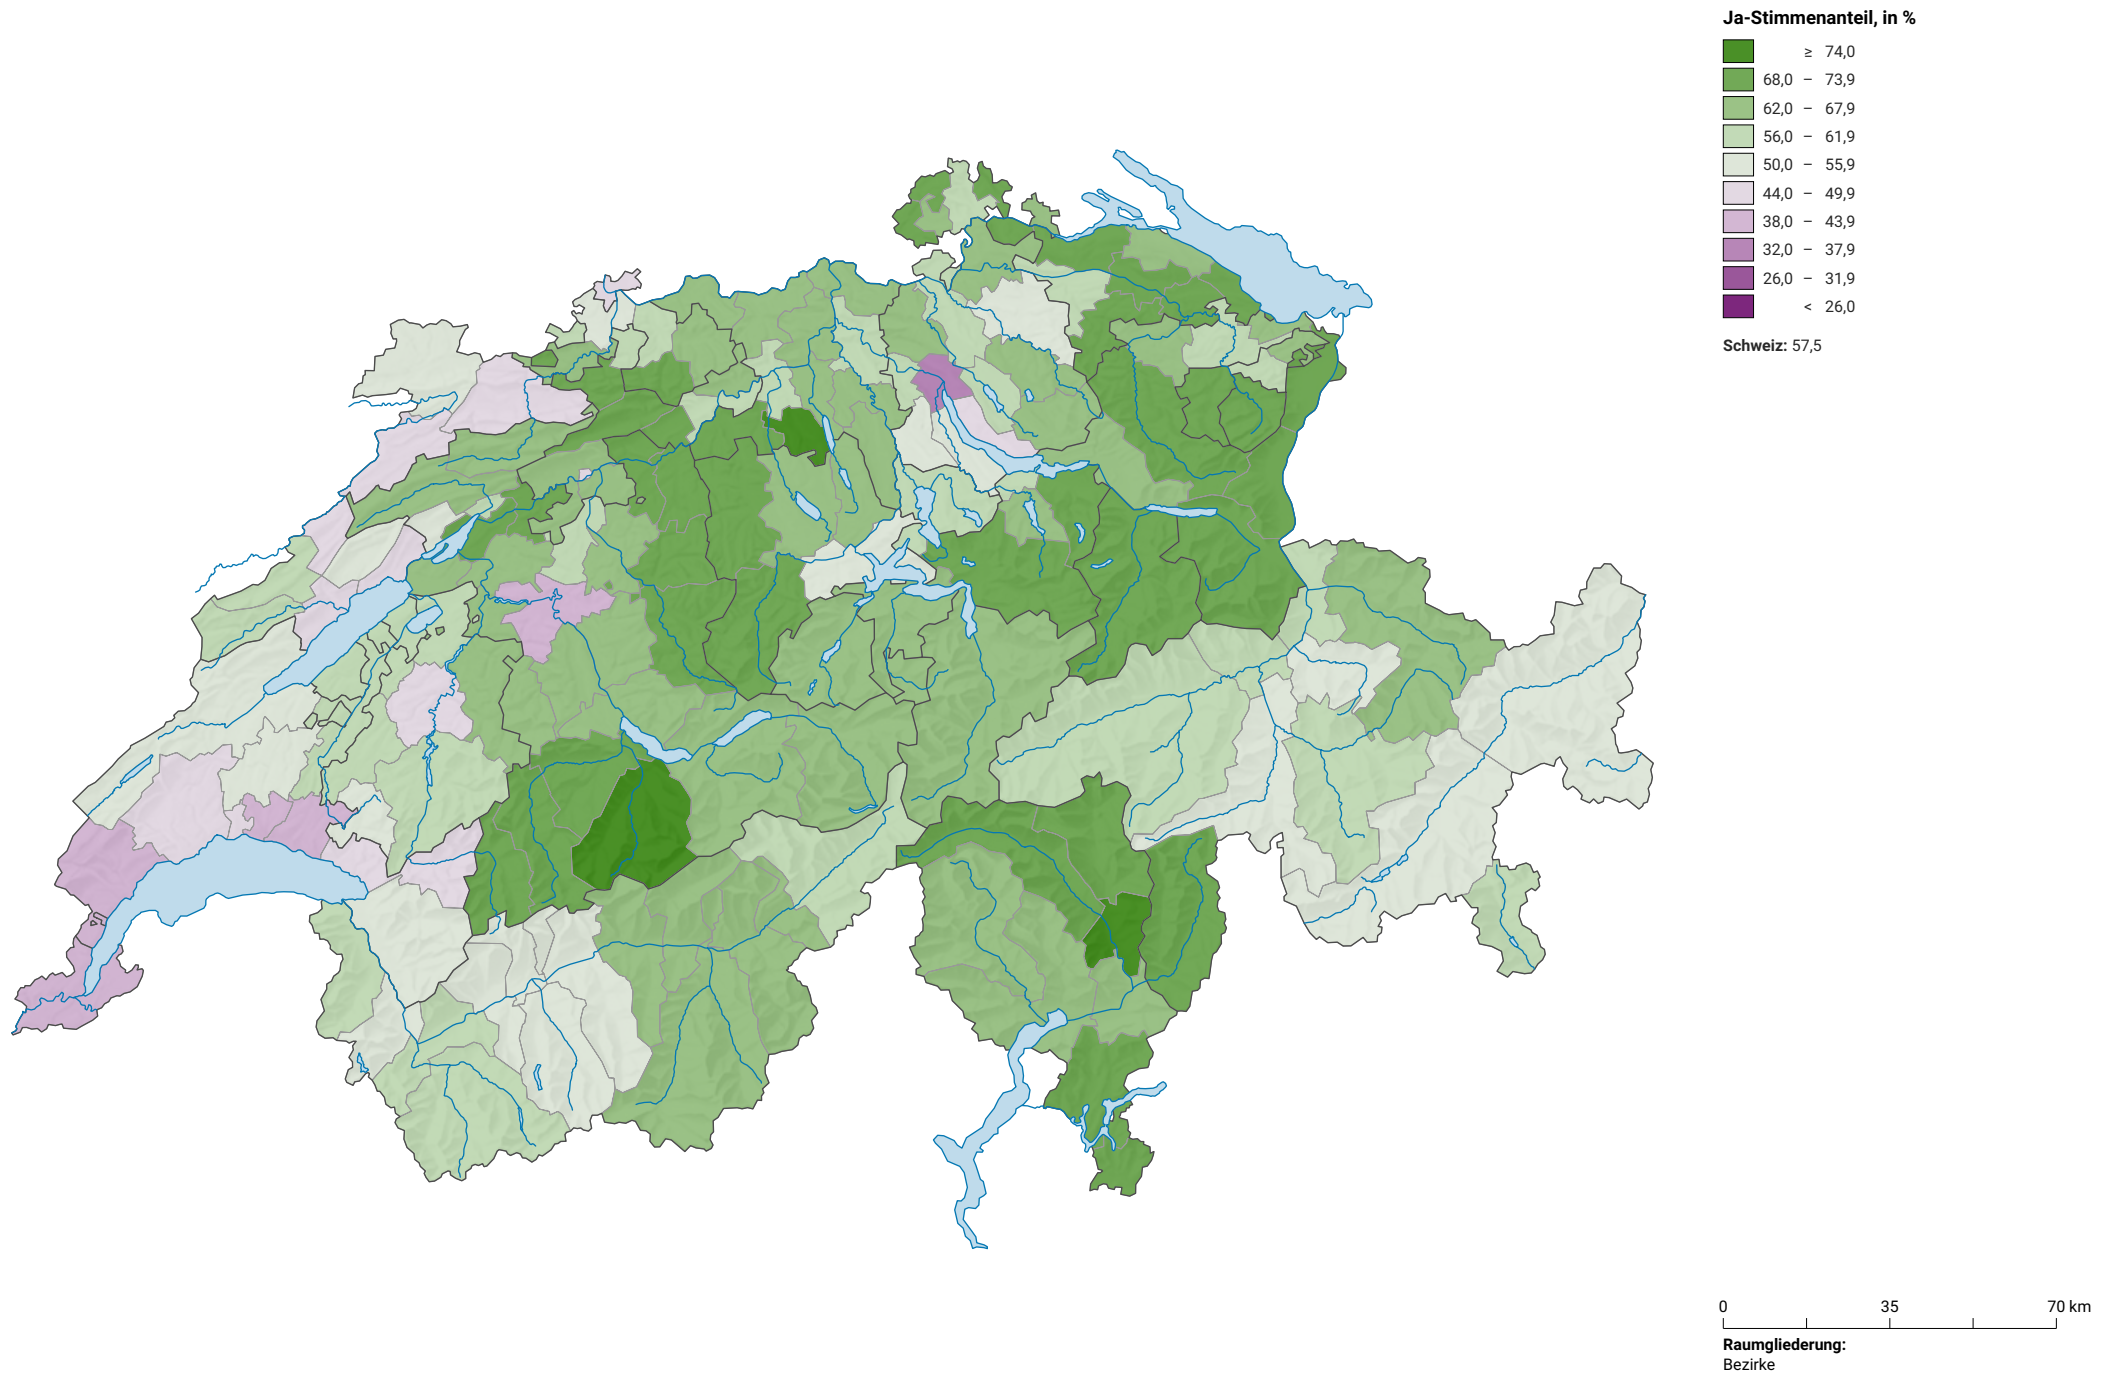 Ja-Stimmenanteil, in %
≥ 74,0
68,0 – 73,9
62,0 – 67,9
56,0 – 61,9
50,0 – 55,9
44,0 – 49,9
38,0 – 43,9
32,0 – 37,9
26,0 – 31,9
< 26,0
Schweiz: 57,5
0 35 70 km
Raumgliederung:
Bezirke